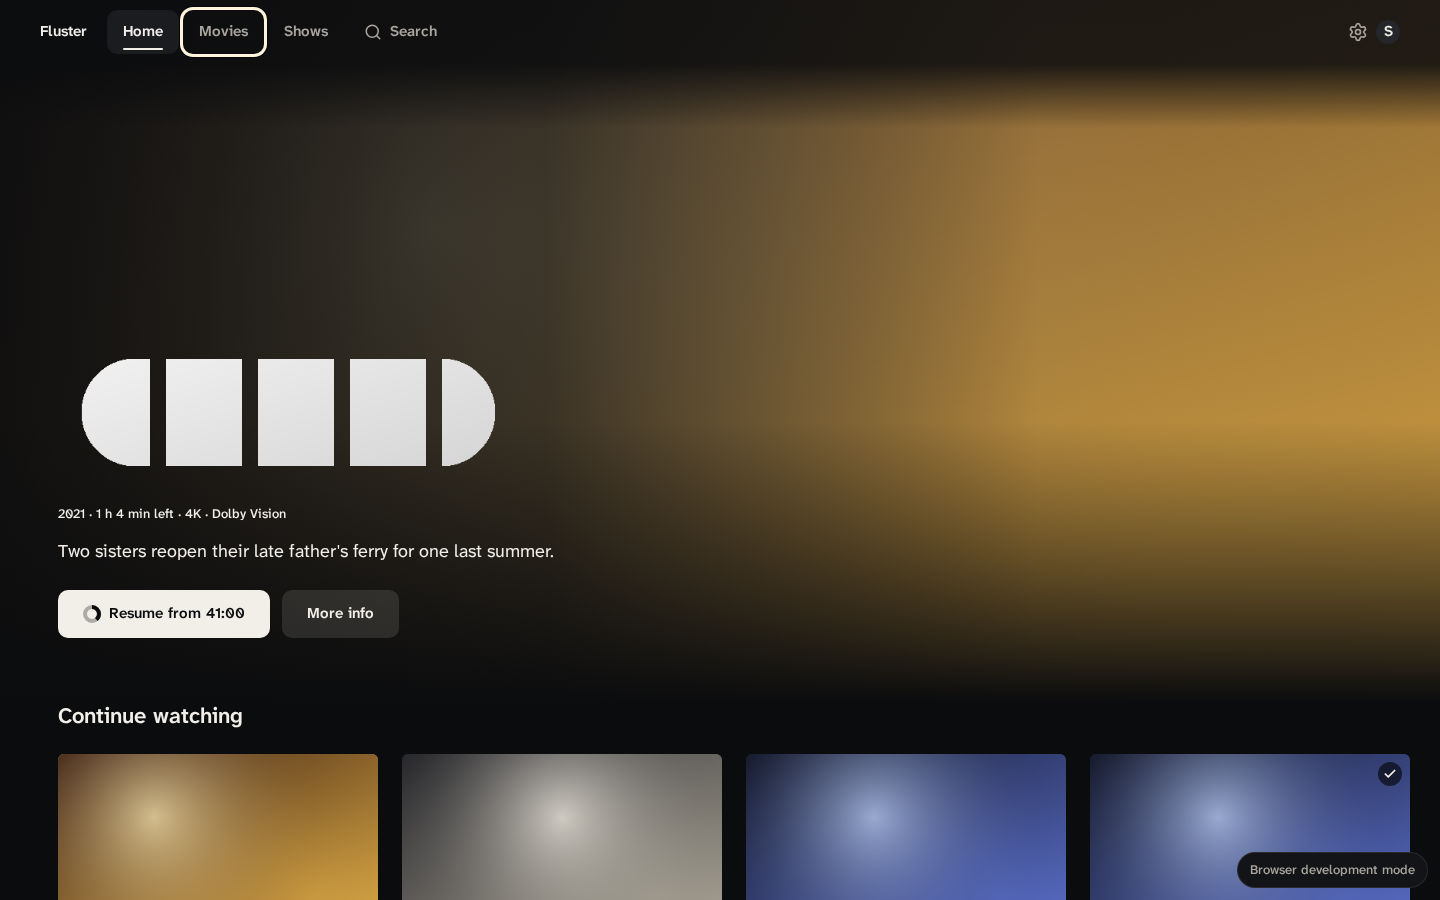 Fluster Home Movies Shows Search S
2021 · 1 h 4 min left · 4K · Dolby Vision
Two sisters reopen their late father's ferry for one last summer.
Resume from 41:00 More info
Continue watching
Browser development mode